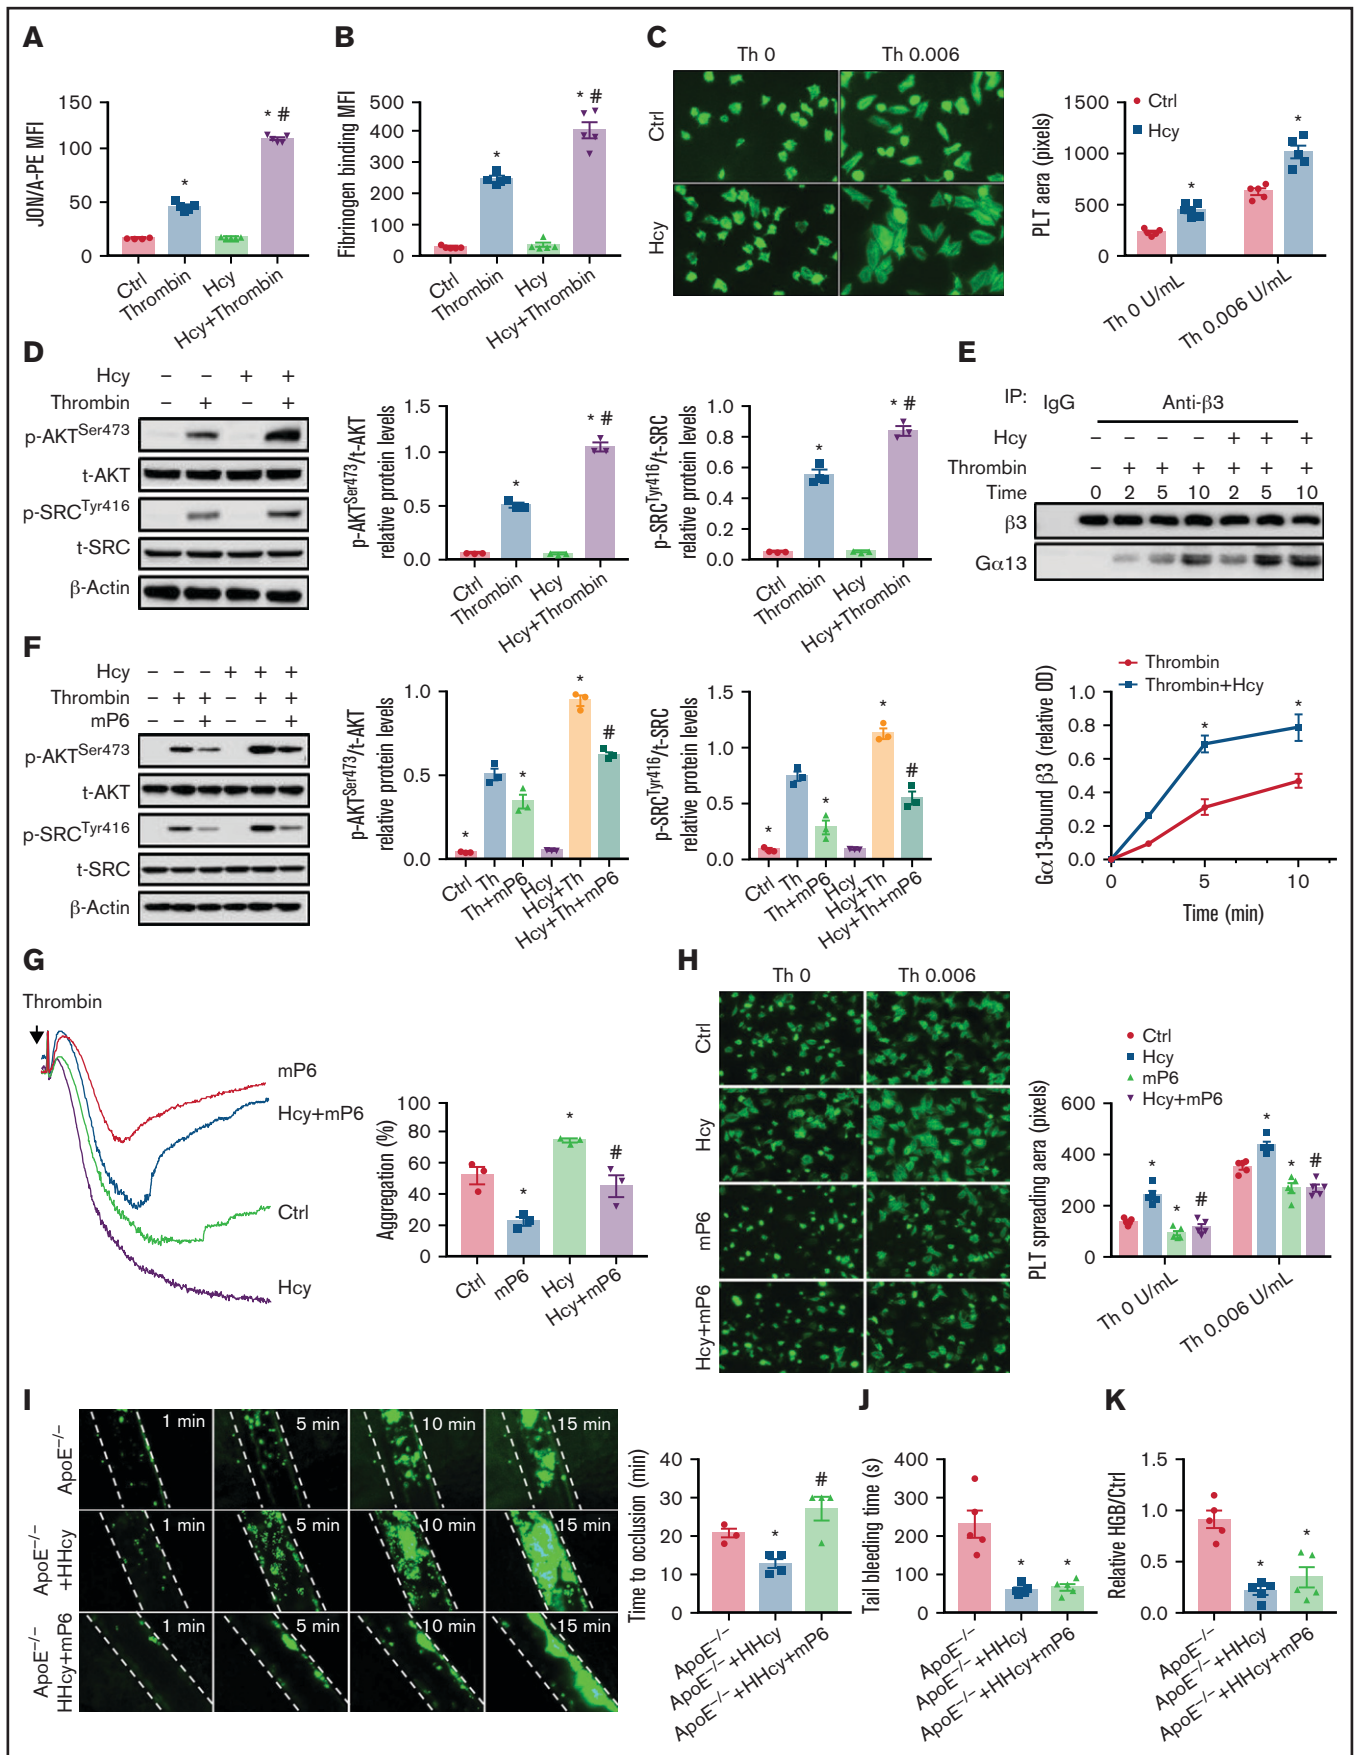 A
JON/A-PE MFI
150
100
50
0
Ctrl
Thrombin
Hcy
Hcy+Thrombin
*
* #
B
Fibrinogen binding MFI
500
400
300
200
100
0
Ctrl
Thrombin
Hcy
Hcy+Thrombin
*
* #
C
Th 0
Th 0.006
Ctrl
Hcy
PLT aera (pixels)
1500
1000
500
0
Ctrl
Hcy
*
*
Th 0 U/mL
Th 0.006 U/mL
D
Hcy – – + +
Thrombin – + – +
p-AKTSer473
t-AKT
p-SRCTyr416
t-SRC
β-Actin
p-AKTSer473/t-AKT
relative protein levels
1.5
1.0
0.5
0.0
*
* #
Ctrl
Thrombin
Hcy
Hcy+Thrombin
p-SRCTyr416/t-SRC
relative protein levels
1.0
0.8
0.6
0.4
0.2
0.0
*
* #
Ctrl
Thrombin
Hcy
Hcy+Thrombin
E
IP: IgG Anti-β3
Hcy – – – – + + +
Thrombin – + + + + + +
Time 0 2 5 10 2 5 10
β3
Gα13
Thrombin
Thrombin+Hcy
Gα13-bound β3 (relative OD)
1.0
0.8
0.6
0.4
0.2
0.0
*
*
0 5 10
Time (min)
F
Hcy – – – + + +
Thrombin – + + – + +
mP6 – – + – – +
p-AKTSer473
t-AKT
p-SRCTyr416
t-SRC
β-Actin
p-AKTSer473/t-AKT
relative serotein levels
1.0
0.5
0.0
*
*
*
#
Ctrl
Th
Th+mP6
Hcy
Hcy+Th
Hcy+Th+mP6
p-SRCTyr416/t-SRC
relative protein levels
1.5
1.0
0.5
0.0
*
*
*
#
Ctrl
Th
Th+mP6
Hcy
Hcy+Th
Hcy+Th+mP6
G
Thrombin
mP6
Hcy+mP6
Ctrl
Hcy
Aggregation (%)
100
80
60
40
20
0
*
*
#
Ctrl
mP6
Hcy
Hcy+mP6
H
Th 0
Th 0.006
Ctrl
Hcy
mP6
Hcy+mP6
Ctrl
Hcy
mP6
Hcy+mP6
PLT spreading aera (pixels)
600
400
200
0
*
*
#
*
*
#
Th 0 U/mL
Th 0.006 U/mL
I
ApoE–/–
1 min
5 min
10 min
15 min
ApoE–/–
+HHcy
1 min
5 min
10 min
15 min
ApoE–/–
HHcy+mP6
1 min
5 min
10 min
15 min
Time to occlusion (min)
40
30
20
10
0
*
#
ApoE–/–
ApoE–/–+HHcy
ApoE–/–+HHcy+mP6
J
Tail bleeding time (s)
400
300
200
100
0
*
*
ApoE–/–
ApoE–/–+HHcy
ApoE–/–+HHcy+mP6
K
Relative HGB/Ctrl
1.5
1.0
0.5
0.0
*
*
ApoE–/–
ApoE–/–+HHcy
ApoE–/–+HHcy+mP6